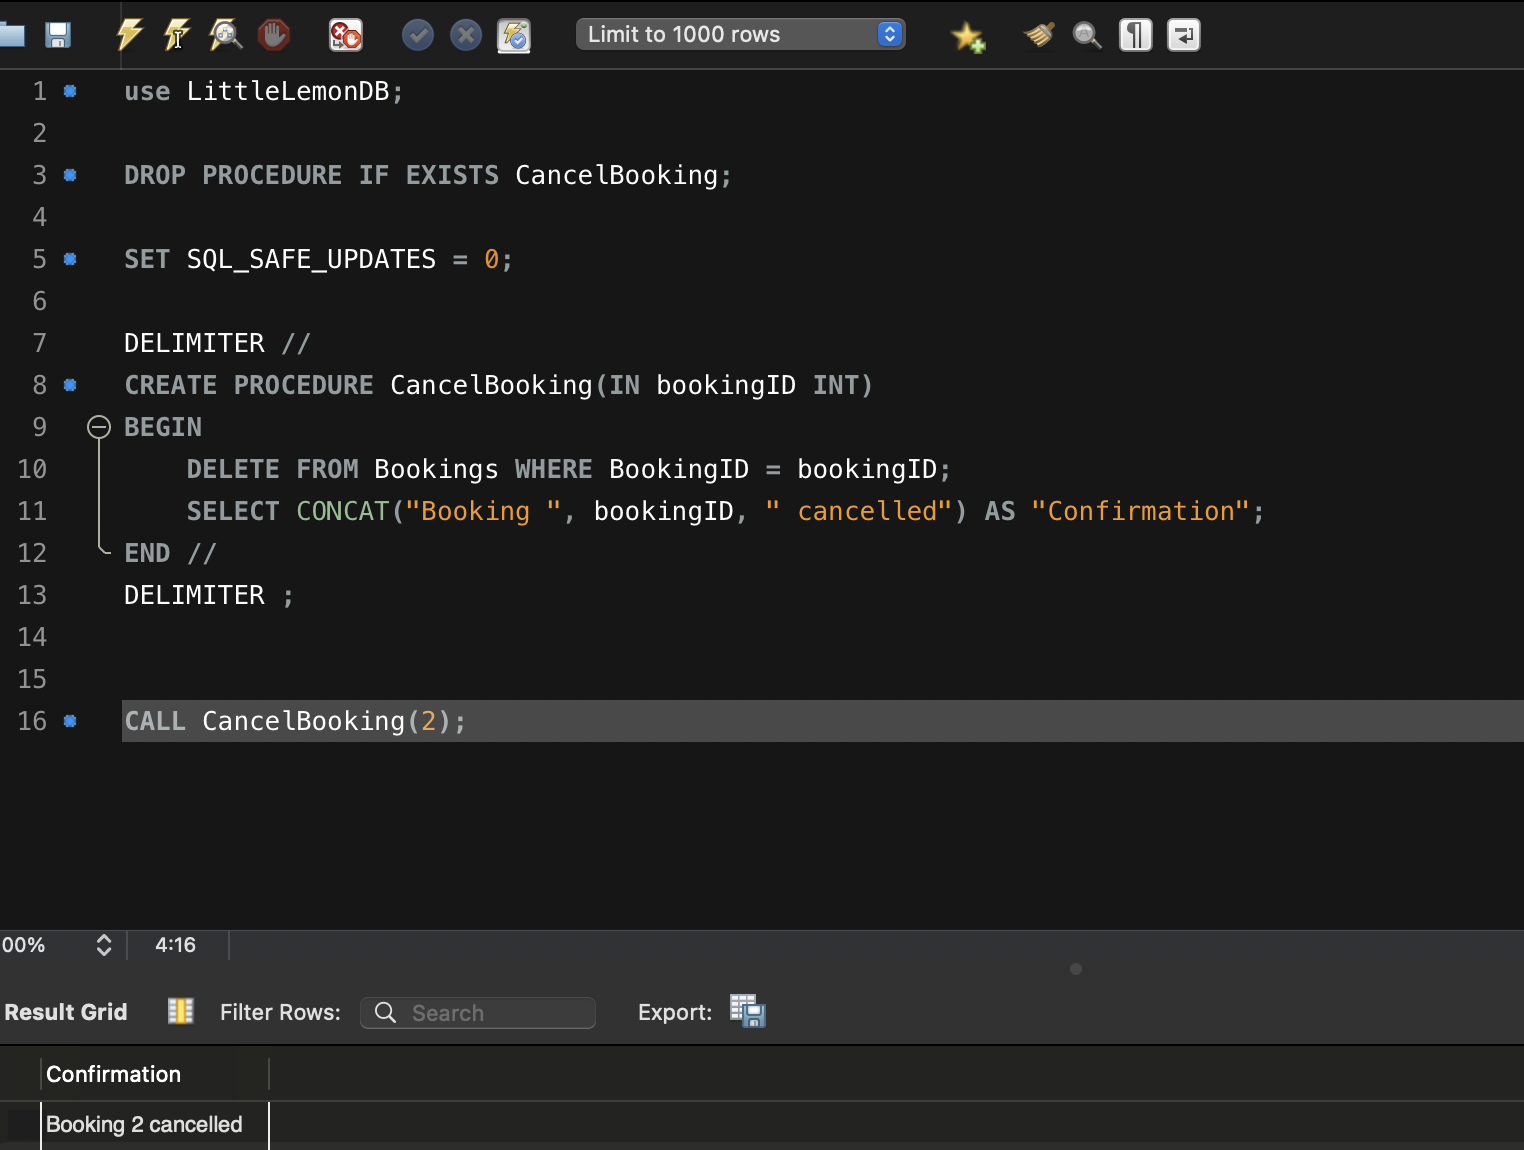 Limit to 1000 rows
1 use LittleLemonDB;
2
3 DROP PROCEDURE IF EXISTS CancelBooking;
4
5 SET SQL_SAFE_UPDATES = 0;
6
7 DELIMITER //
8 CREATE PROCEDURE CancelBooking(IN bookingID INT)
9 BEGIN
10 DELETE FROM Bookings WHERE BookingID = bookingID;
11 SELECT CONCAT("Booking ", bookingID, " cancelled") AS "Confirmation";
12 END //
13 DELIMITER ;
14
15
16 CALL CancelBooking(2);
00% 4:16
Result Grid Filter Rows: Search Export:
Confirmation
Booking 2 cancelled